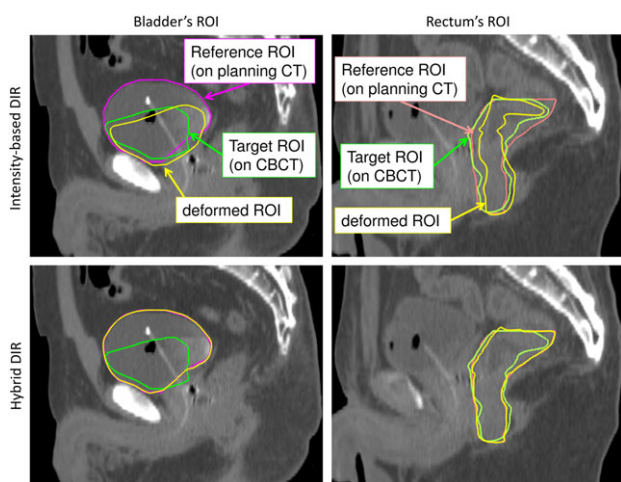 Bladder's ROI
Rectum's ROI
Intensity-based DIR
Reference ROI
(on planning CT)
Target ROI
(on CBCT)
deformed ROI
Reference ROI
(on planning CT)
Target ROI
(on CBCT)
deformed ROI
Hybrid DIR